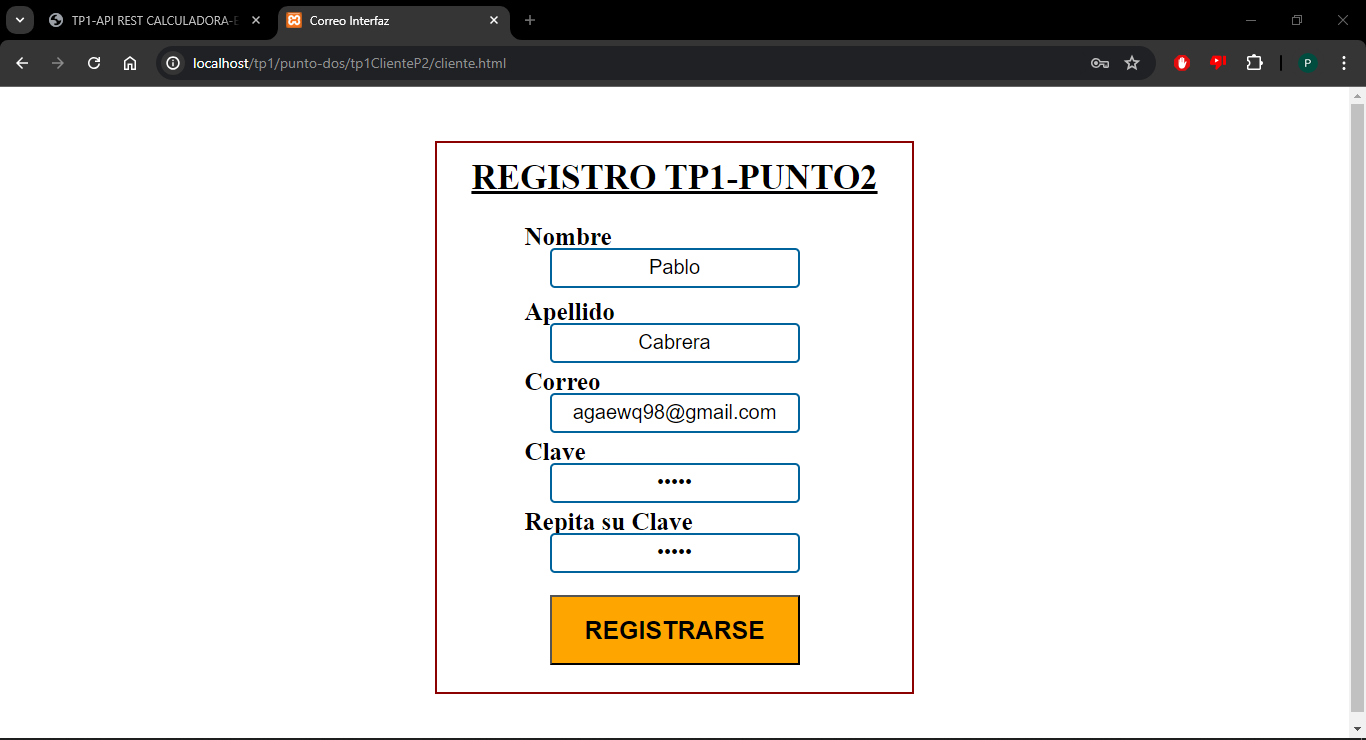 TP1-API REST CALCULADORA-E
Correo Interfaz
localhost/tp1/punto-dos/tp1ClienteP2/cliente.html
P
REGISTRO TP1-PUNTO2
Nombre
Pablo
Apellido
Cabrera
Correo
agaewq98@gmail.com
Clave
•••••
Repita su Clave
•••••
REGISTRARSE